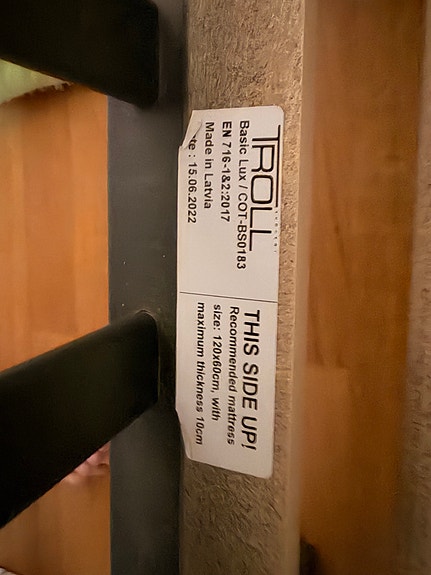 TROLL
Basic Lux / COT-BS0183
EN 716-1&2:2017
Made in Latvia
te : 15.06.2022
THIS SIDE UP!
Recommended mattress
size: 120x60cm, with
maximum thickness 10cm